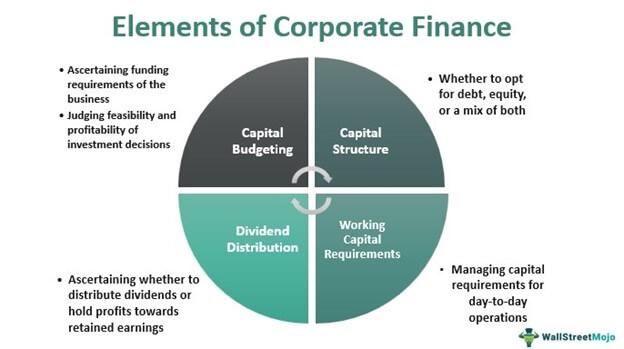 Elements of Corporate Finance
• Ascertaining funding
requirements of the
business
• Judging feasibility and
profitability of
investment decisions
Capital
Budgeting
Capital
Structure
• Whether to opt
for debt, equity,
or a mix of both
Dividend
Distribution
Working
Capital
Requirements
• Ascertaining whether to
distribute dividends or
hold profits towards
retained earnings
• Managing capital
requirements for
day-to-day
operations
WallStreetMojo